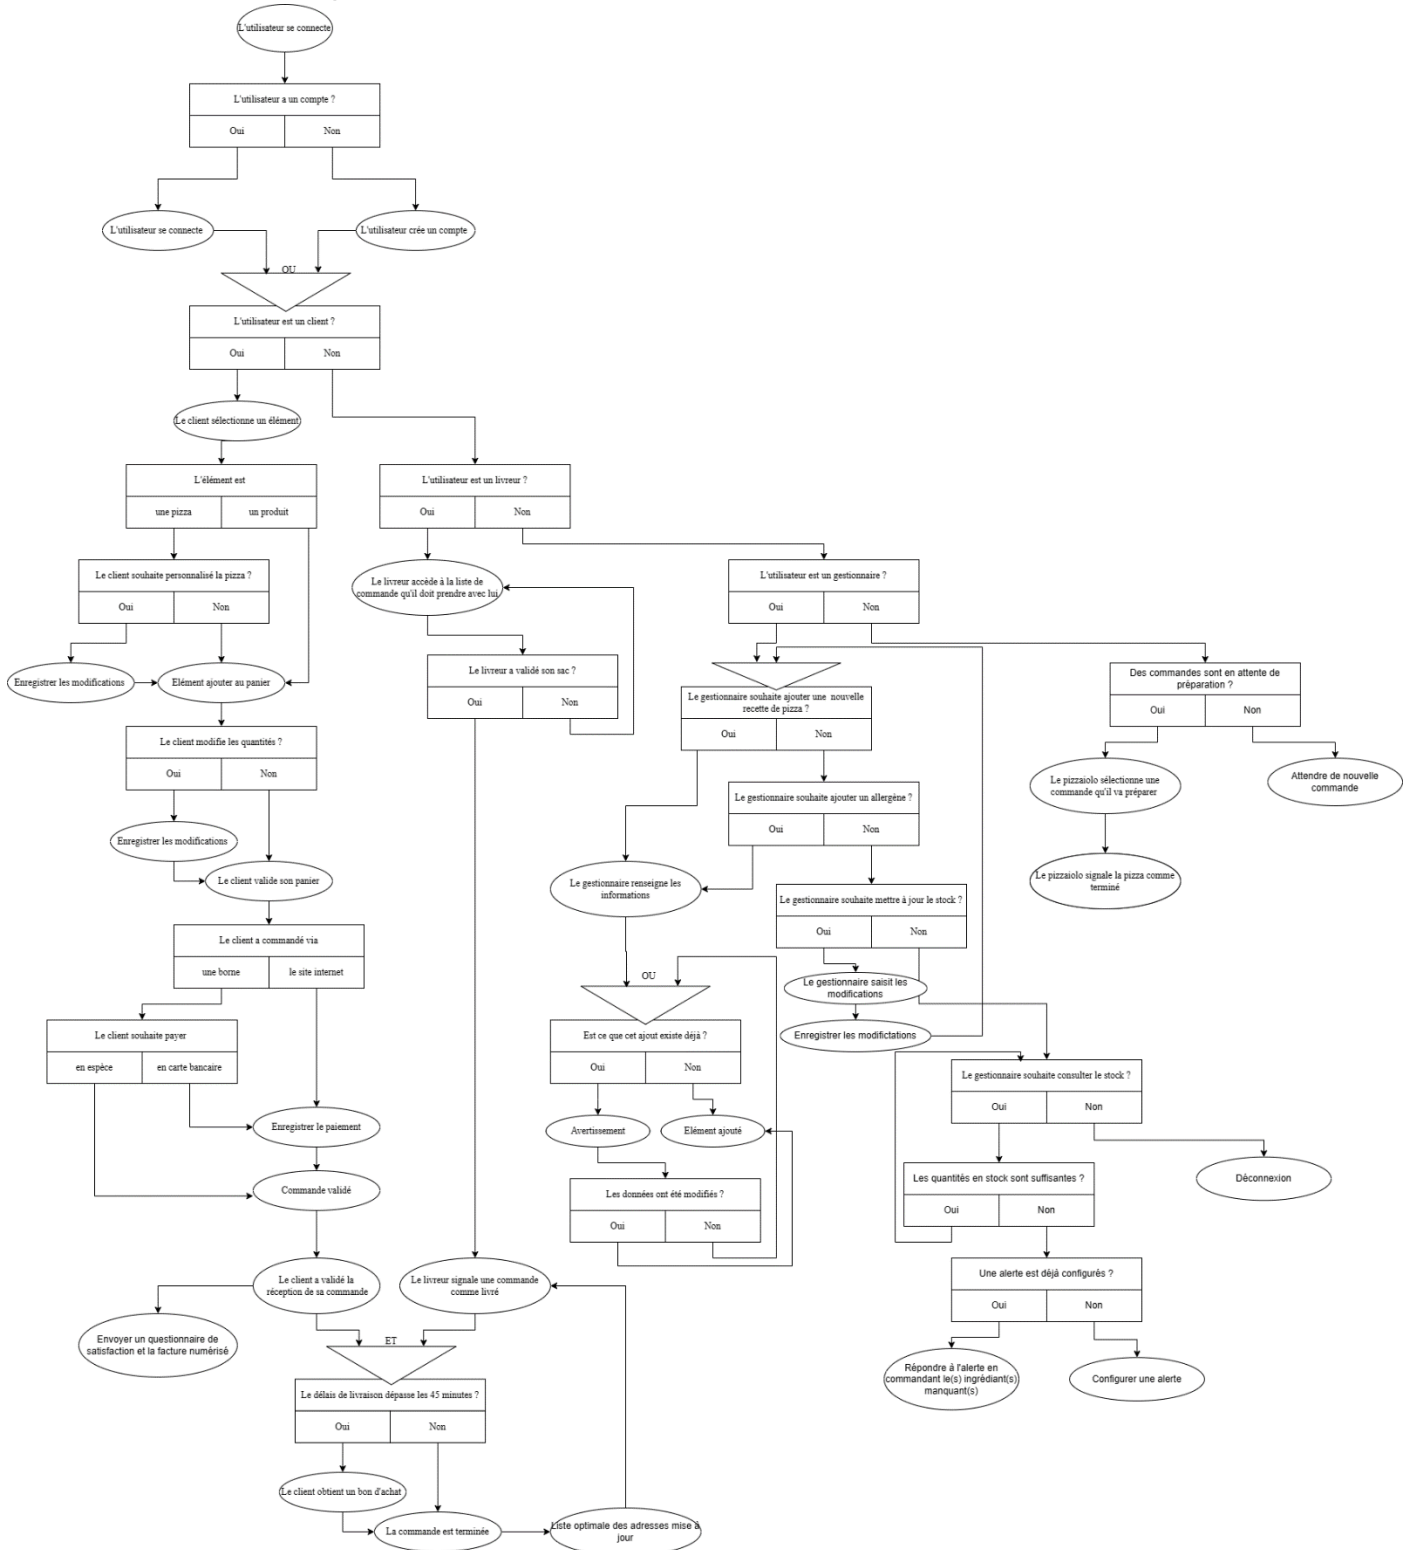 L'utilisateur se connecte
L'utilisateur a un compte ?
Oui
Non
L'utilisateur se connecte
L'utilisateur crée un compte
OU
L'utilisateur est un client ?
Oui
Non
Le client sélectionne un élément
L'élément est
une pizza
un produit
Le client souhaite personnalisé la pizza ?
Oui
Non
Enregistrer les modifications
Elément ajouter au panier
Le client modifie les quantités ?
Oui
Non
Enregistrer les modifications
Le client valide son panier
Le client a commandé via
une borne
le site internet
Le client souhaite payer
en espèce
en carte bancaire
Enregistrer le paiement
Commande validé
Le client a validé la
réception de sa commande
Envoyer un questionnaire de
satisfaction et la facture numérisé
L'utilisateur est un livreur ?
Oui
Non
Le livreur accède à la liste de
commande qu'il doit prendre avec lui
Le livreur a validé son sac ?
Oui
Non
Le livreur signale une commande
comme livré
ET
Le délais de livraison dépasse les 45 minutes ?
Oui
Non
Le client obtient un bon d'achat
La commande est terminée
Liste optimale des adresses mise à
jour
L'utilisateur est un gestionnaire ?
Oui
Non
Le gestionnaire souhaite ajouter une nouvelle
recette de pizza ?
Oui
Non
Le gestionnaire souhaite ajouter un allergène ?
Oui
Non
Le gestionnaire renseigne les
informations
OU
Est ce que cet ajout existe déjà ?
Oui
Non
Avertissement
Elément ajouté
Les données ont été modifiés ?
Oui
Non
Le gestionnaire souhaite mettre à jour le stock ?
Oui
Non
Le gestionnaire saisit les
modifications
Enregistrer les modifictations
Le gestionnaire souhaite consulter le stock ?
Oui
Non
Déconnexion
Les quantités en stock sont suffisantes ?
Oui
Non
Une alerte est déjà configurés ?
Oui
Non
Répondre à l'alerte en
commandant le(s) ingrédiant(s)
manquant(s)
Configurer une alerte
Des commandes sont en attente de
préparation ?
Oui
Non
Le pizzaiolo sélectionne une
commande qu'il va préparer
Attendre de nouvelle
commande
Le pizzaiolo signale la pizza comme
terminé